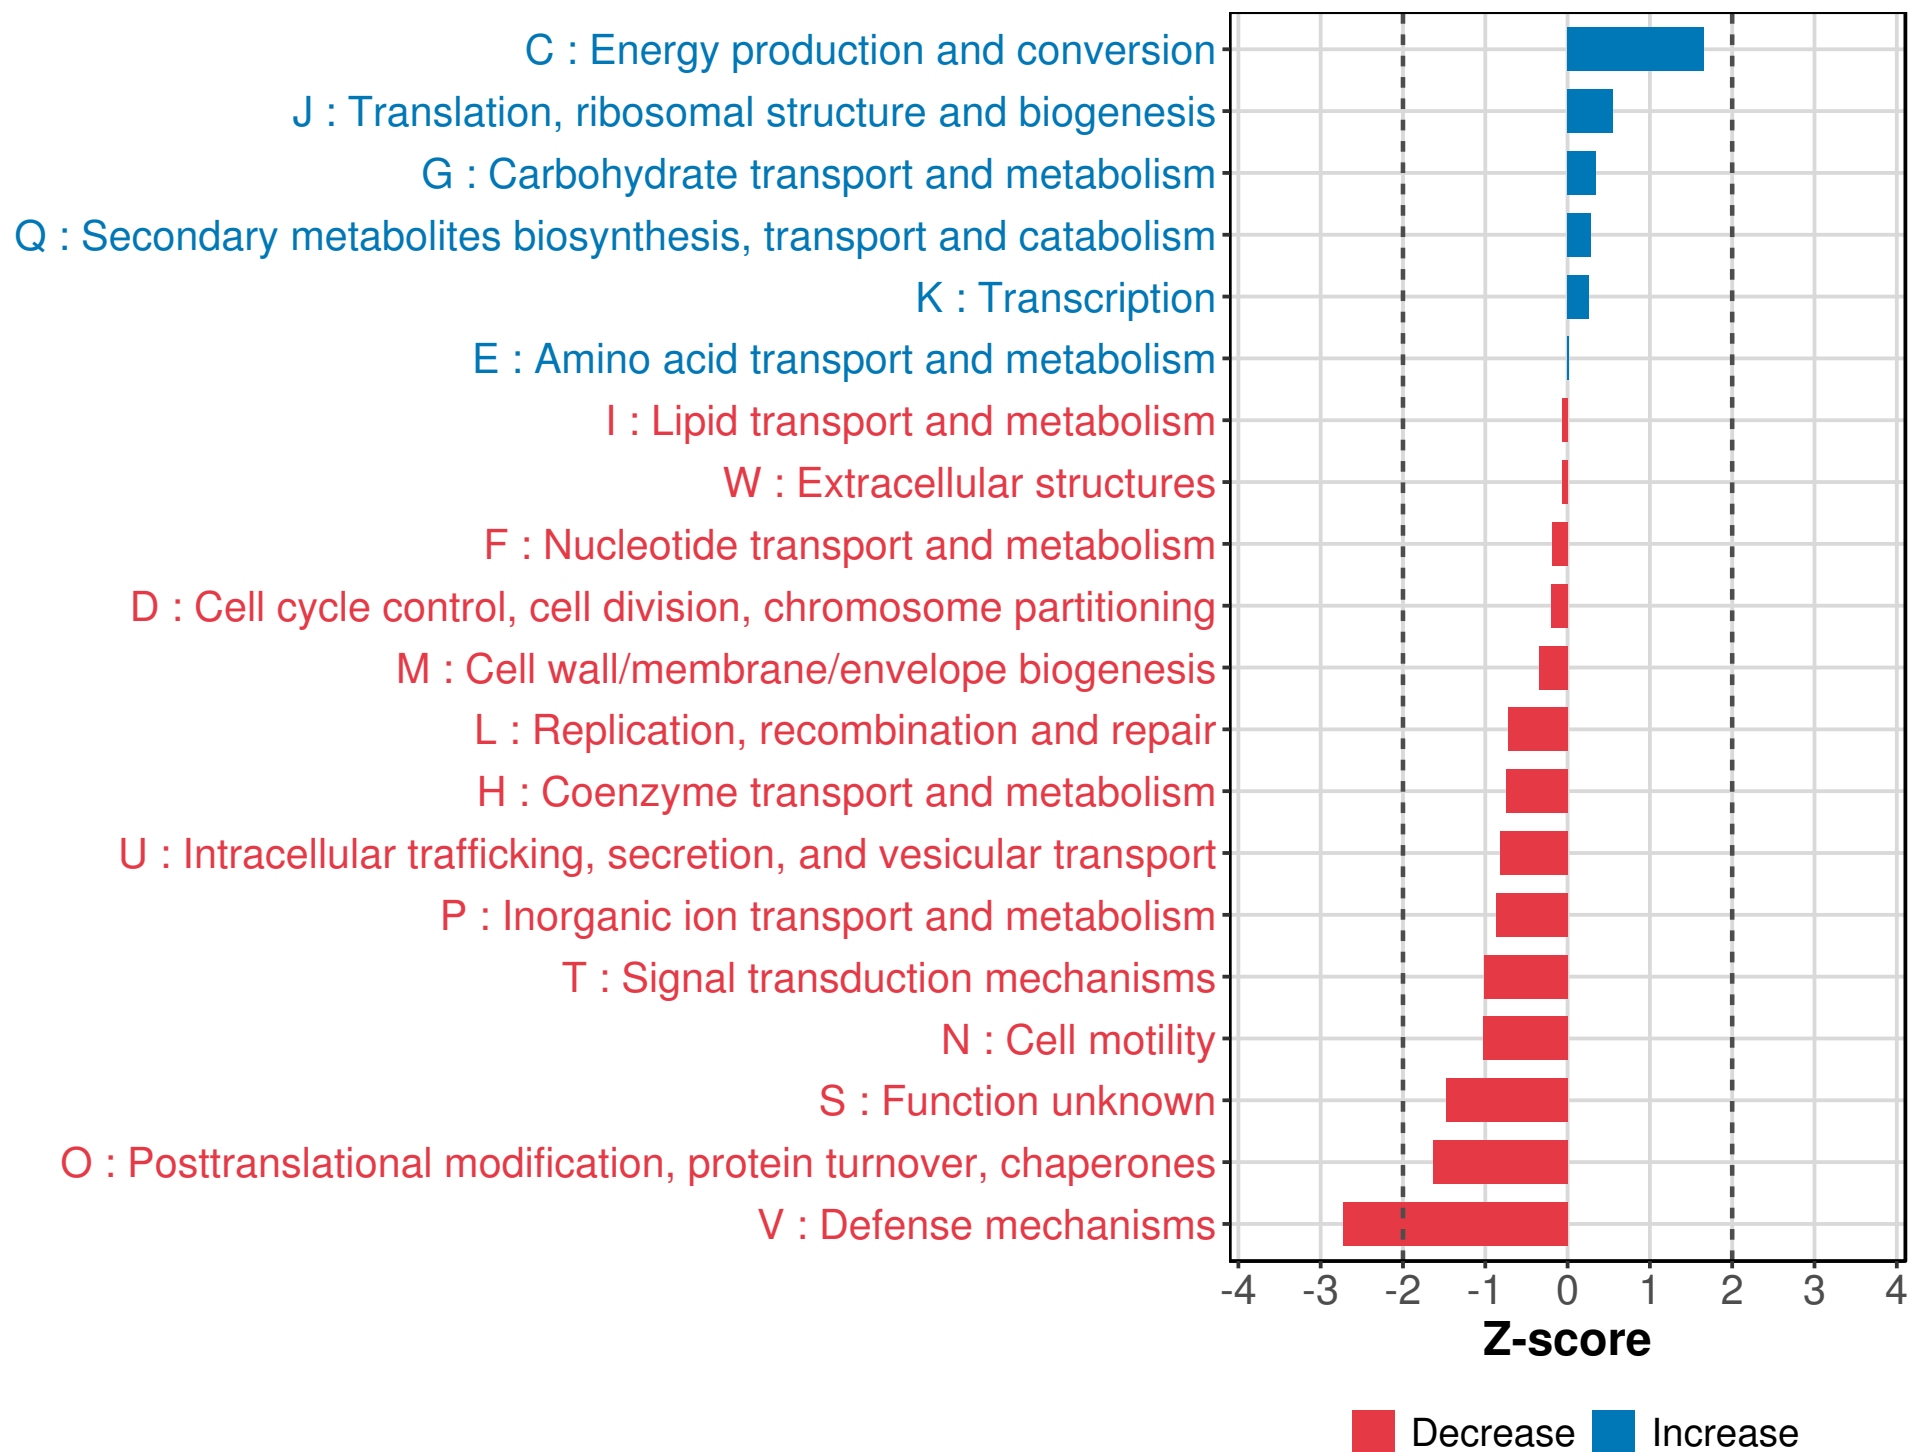 C : Energy production and conversion
J : Translation, ribosomal structure and biogenesis
G : Carbohydrate transport and metabolism
Q : Secondary metabolites biosynthesis, transport and catabolism
K : Transcription
E : Amino acid transport and metabolism
I : Lipid transport and metabolism
W : Extracellular structures
F : Nucleotide transport and metabolism
D : Cell cycle control, cell division, chromosome partitioning
M : Cell wall/membrane/envelope biogenesis
L : Replication, recombination and repair
H : Coenzyme transport and metabolism
U : Intracellular trafficking, secretion, and vesicular transport
P : Inorganic ion transport and metabolism
T : Signal transduction mechanisms
N : Cell motility
S : Function unknown
O : Posttranslational modification, protein turnover, chaperones
V : Defense mechanisms
-4 -3 -2 -1 0 1 2 3 4
Z-score
Decrease Increase